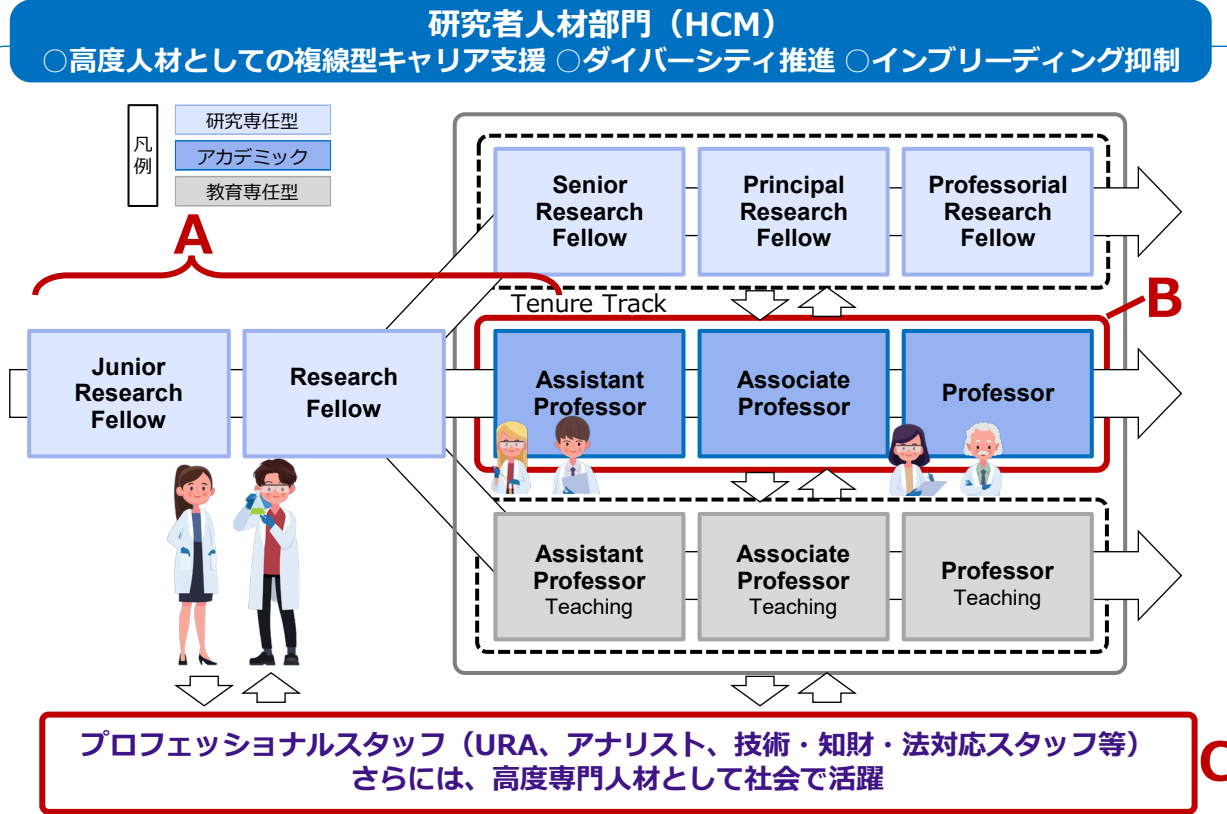 研究者人材部門（HCM）
○高度人材としての複線型キャリア支援 ○ダイバーシティ推進 ○インブリーディング抑制
凡例
研究専任型
アカデミック
教育専任型
A
Senior
Research
Fellow
Principal
Research
Fellow
Professorial
Research
Fellow
Tenure Track
B
Junior
Research
Fellow
Research
Fellow
Assistant
Professor
Associate
Professor
Professor
Assistant
Professor
Teaching
Associate
Professor
Teaching
Professor
Teaching
プロフェッショナルスタッフ（URA、アナリスト、技術・知財・法対応スタッフ等）
さらには、高度専門人材として社会で活躍
C